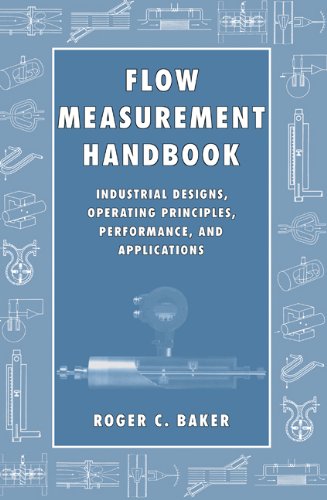 FLOW
MEASUREMENT
HANDBOOK
INDUSTRIAL DESIGNS,
OPERATING PRINCIPLES,
PERFORMANCE, AND
APPLICATIONS
ROGER C. BAKER